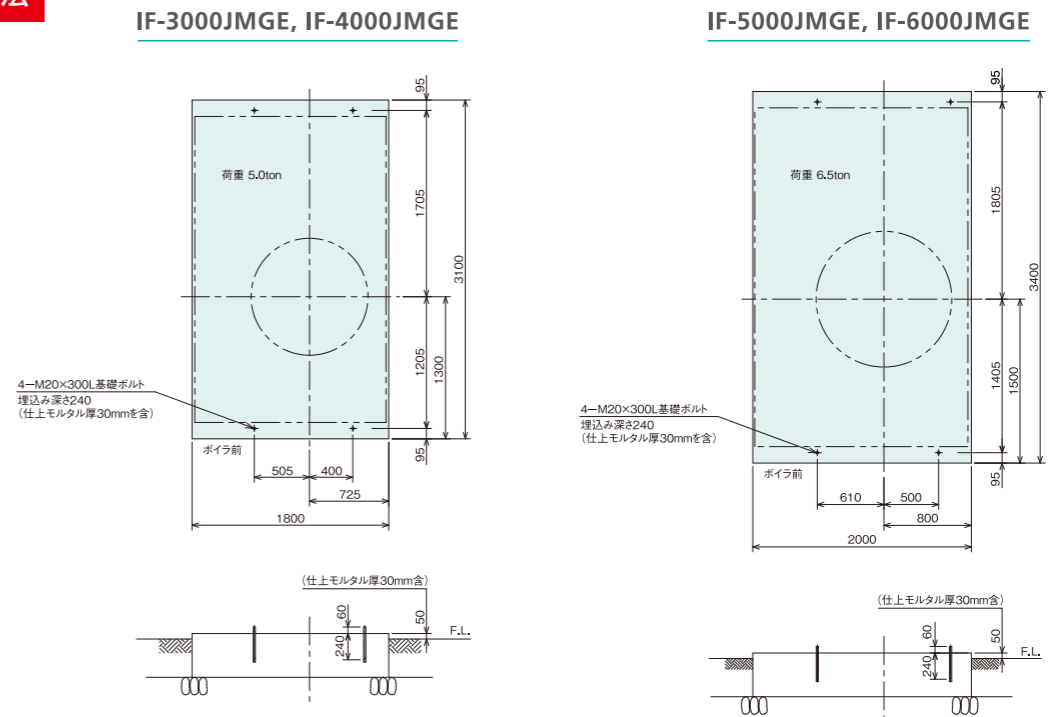 法
IF-3000JMGE, IF-4000JMGE
95
荷重 5.0ton
1705
3100
1205
1300
4−M20×300L基礎ボルト
埋込み深さ240
(仕上モルタル厚30mmを含)
ボイラ前
95
505
400
725
1800
(仕上モルタル厚30mm含)
60
50
F.L.
240
IF-5000JMGE, IF-6000JMGE
95
荷重 6.5ton
1805
3400
1405
1500
4−M20×300L基礎ボルト
埋込み深さ240
(仕上モルタル厚30mmを含)
ボイラ前
95
610
500
800
2000
(仕上モルタル厚30mm含)
60
50
F.L.
240